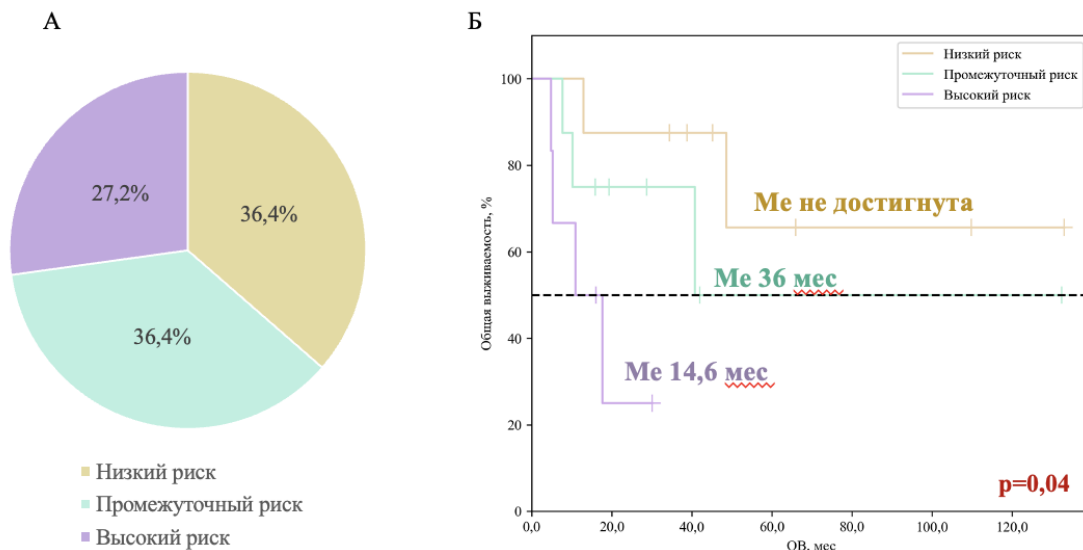 А
27,2%
36,4%
36,4%
Низкий риск
Промежуточный риск
Высокий риск
Б
Низкий риск
Промежуточный риск
Высокий риск
Общая выживаемость, %
100
80
60
40
20
0
Ме не достигнута
Ме 36 мес
Ме 14,6 мес
p=0,04
0,0 20,0 40,0 60,0 80,0 100,0 120,0
ОВ, мес